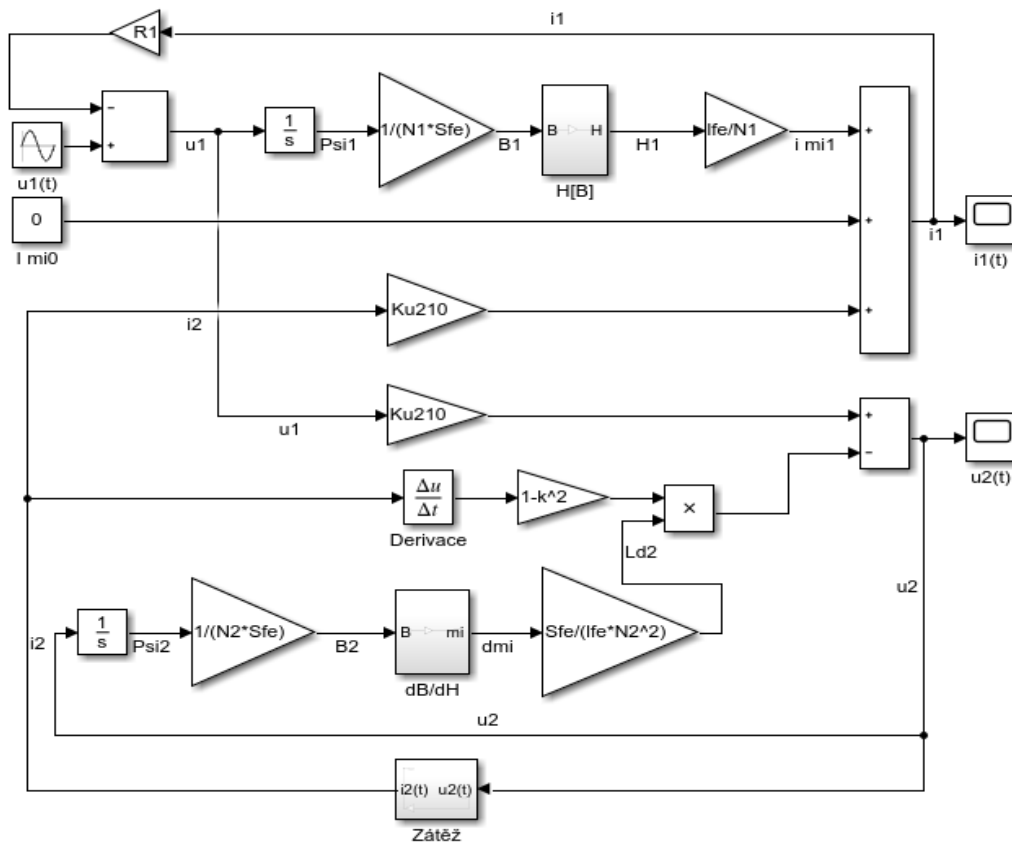 i1
R1
−
+
u1
u1(t)
1
s
Psi1
1/(N1*Sfe)
B1
B H
H[B]
H1
lfe/N1
i mi1
+
0
I mi0
+
i1
i1(t)
i2
Ku210
+
u1
Ku210
+
−
u2(t)
Δu
Δt
Derivace
1-k^2
×
Ld2
u2
i2
1
s
Psi2
1/(N2*Sfe)
B2
B mi
dB/dH
dmi
Sfe/(lfe*N2^2)
u2
i2(t) u2(t)
Zátěž